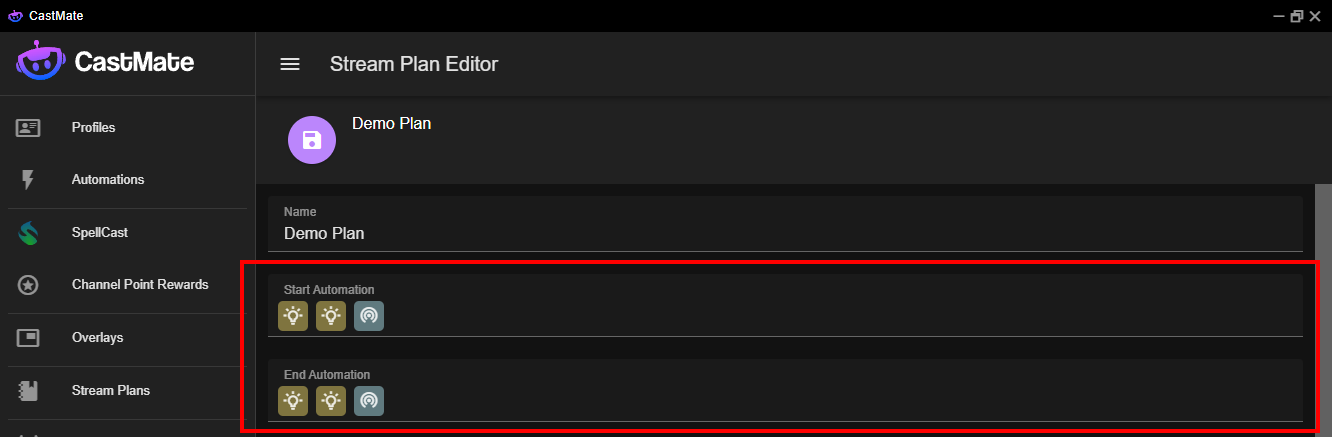 CastMate
CastMate
Stream Plan Editor
Profiles
Automations
SpellCast
Channel Point Rewards
Overlays
Stream Plans
Demo Plan
Name
Demo Plan
Start Automation
End Automation